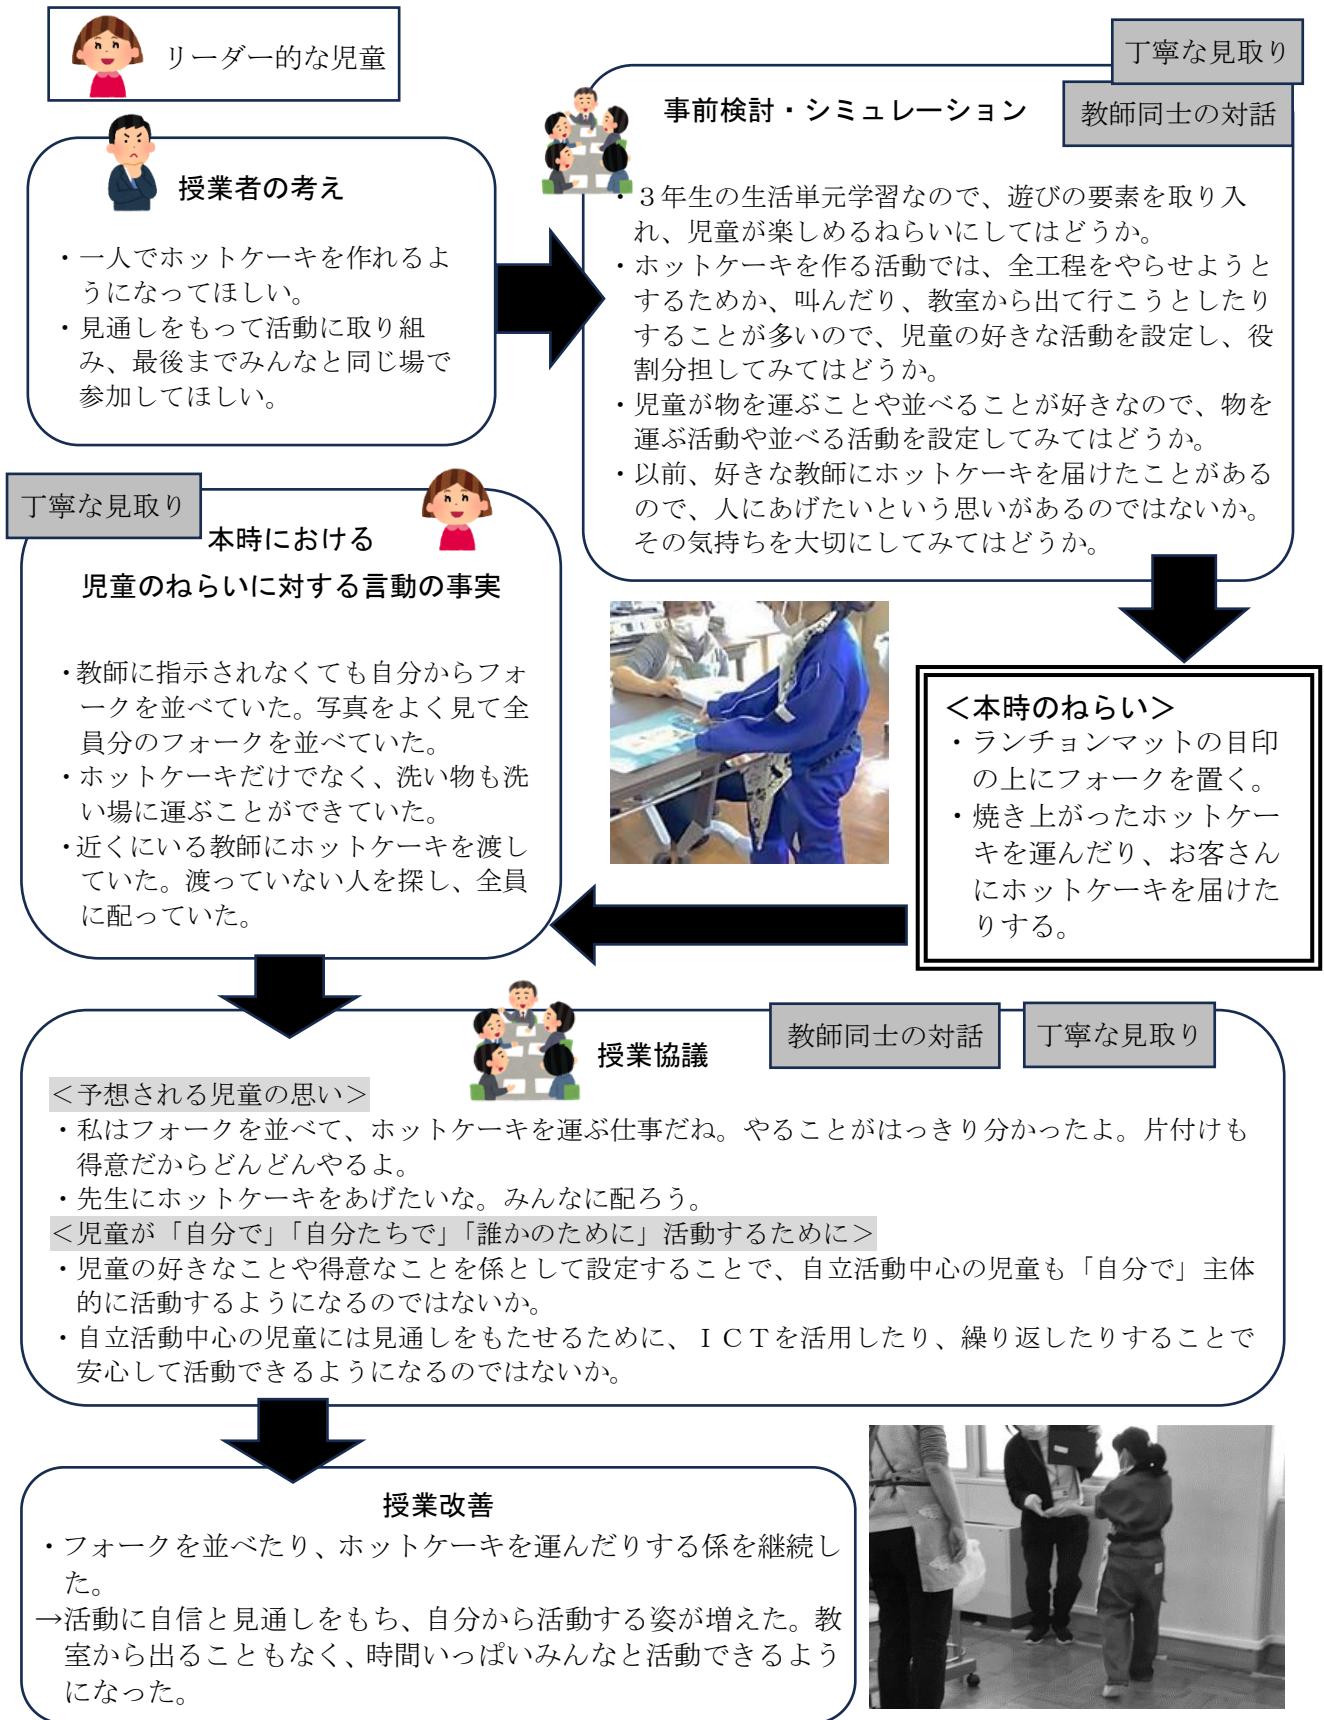 リーダー的な児童
丁寧な見取り
教師同士の対話
事前検討・シミュレーション
授業者の考え
・一人でホットケーキを作れるよ
うになってほしい。
・見通しをもって活動に取り組
み、最後までみんなと同じ場で
参加してほしい。
・３年生の生活単元学習なので、遊びの要素を取り入
れ、児童が楽しめるねらいにしてはどうか。
・ホットケーキを作る活動では、全工程をやらせようと
するためか、叫んだり、教室から出て行こうとしたり
することが多いので、児童の好きな活動を設定し、役
割分担してみてはどうか。
・児童が物を運ぶことや並べることが好きなので、物を
運ぶ活動や並べる活動を設定してみてはどうか。
・以前、好きな教師にホットケーキを届けたことがある
ので、人にあげたいという思いがあるのではないか。
その気持ちを大切にしてみてはどうか。
丁寧な見取り
本時における
児童のねらいに対する言動の事実
・教師に指示されなくても自分からフォ
ークを並べていた。写真をよく見て全
員分のフォークを並べていた。
・ホットケーキだけでなく、洗い物も洗
い場に運ぶことができていた。
・近くにいる教師にホットケーキを渡し
ていた。渡っていない人を探し、全員
に配っていた。
＜本時のねらい＞
・ランチョンマットの目印
の上にフォークを置く。
・焼き上がったホットケー
キを運んだり、お客さん
にホットケーキを届けた
りする。
授業協議
教師同士の対話
丁寧な見取り
＜予想される児童の思い＞
・私はフォークを並べて、ホットケーキを運ぶ仕事だね。やることがはっきり分かったよ。片付けも
得意だからどんどんやるよ。
・先生にホットケーキをあげたいな。みんなに配ろう。
＜児童が「自分で」「自分たちで」「誰かのために」活動するために＞
・児童の好きなことや得意なことを係として設定することで、自立活動中心の児童も「自分で」主体
的に活動するようになるのではないか。
・自立活動中心の児童には見通しをもたせるために、ＩＣＴを活用したり、繰り返したりすることで
安心して活動できるようになるのではないか。
授業改善
・フォークを並べたり、ホットケーキを運んだりする係を継続し
た。
→活動に自信と見通しをもち、自分から活動する姿が増えた。教
室から出ることもなく、時間いっぱいみんなと活動できるよう
になった。